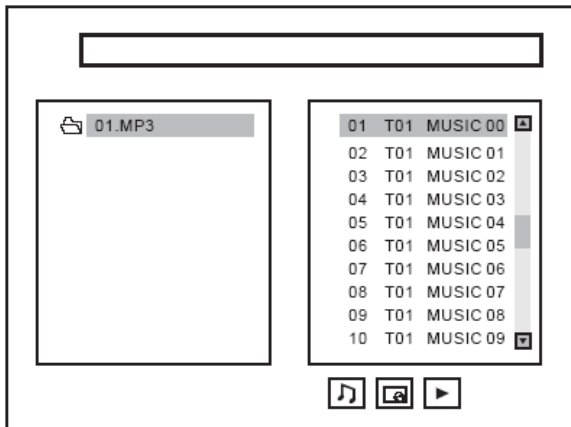 01.MP3
01 T01 MUSIC 00
02 T01 MUSIC 01
03 T01 MUSIC 02
04 T01 MUSIC 03
05 T01 MUSIC 04
06 T01 MUSIC 05
07 T01 MUSIC 06
08 T01 MUSIC 07
09 T01 MUSIC 08
10 T01 MUSIC 09